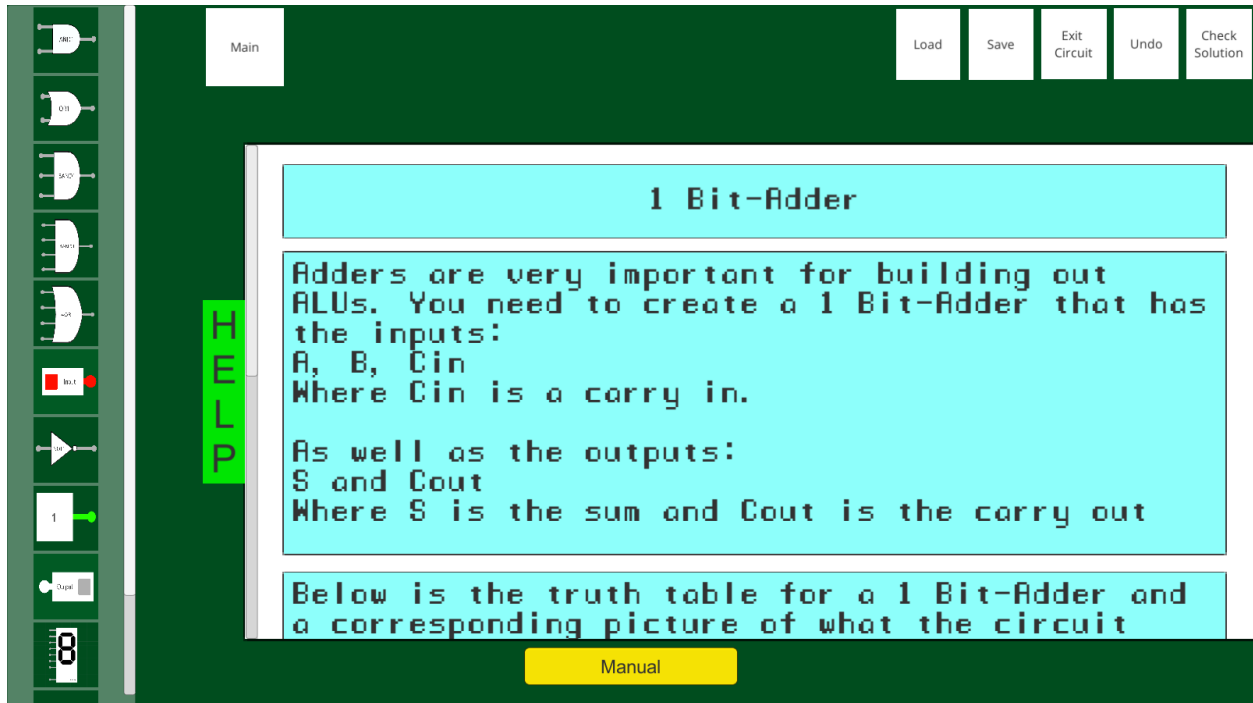 Main
Load
Save
Exit
Circuit
Undo
Check
Solution
1 Bit-Adder
Adders are very important for building out
ALUs. You need to create a 1 Bit-Adder that has
the inputs:
A, B, Cin
Where Cin is a carry in.
As well as the outputs:
S and Cout
Where S is the sum and Cout is the carry out
Below is the truth table for a 1 Bit-Adder and
a corresponding picture of what the circuit
HELP
Manual
Input
1
Output
8